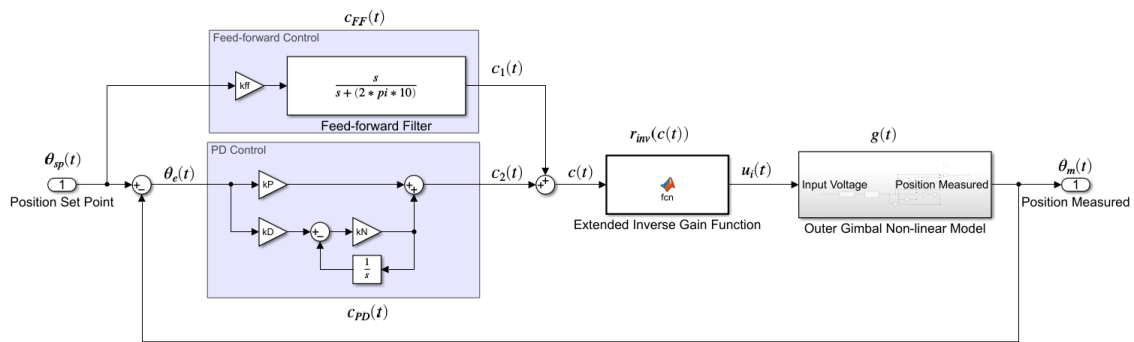 c_FF(t)
Feed-forward Control
kff
s
s + (2 * pi * 10)
Feed-forward Filter
c_1(t)
θ_sp(t)
1
Position Set Point
θ_e(t)
PD Control
kP
kD
kN
1
s
c_PD(t)
c_2(t)
c(t)
r_inv(c(t))
fcn
Extended Inverse Gain Function
u_i(t)
g(t)
Input Voltage
Position Measured
Outer Gimbal Non-linear Model
θ_m(t)
1
Position Measured